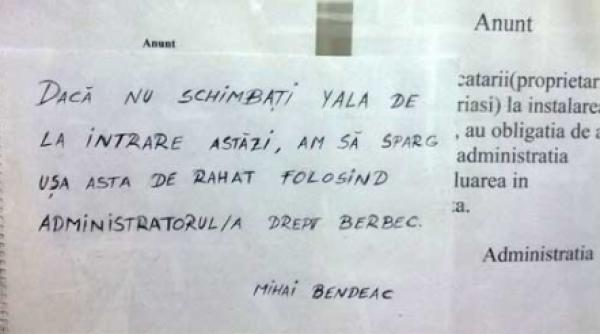 Anunt
DACĂ NU SCHIMBAȚI YALA DE
LA INTRARE ASTĂZI, AM SĂ SPARG
UȘA ASTA DE RAHAT FOLOSIND
ADMINISTRATORUL/A DREPT BERBEC.
MIHAI BENDEAC
Anunt
catarii(proprietar
riasi) la instalarea
, au obligatia de a
administratia
luarea in
ca.
Administratia